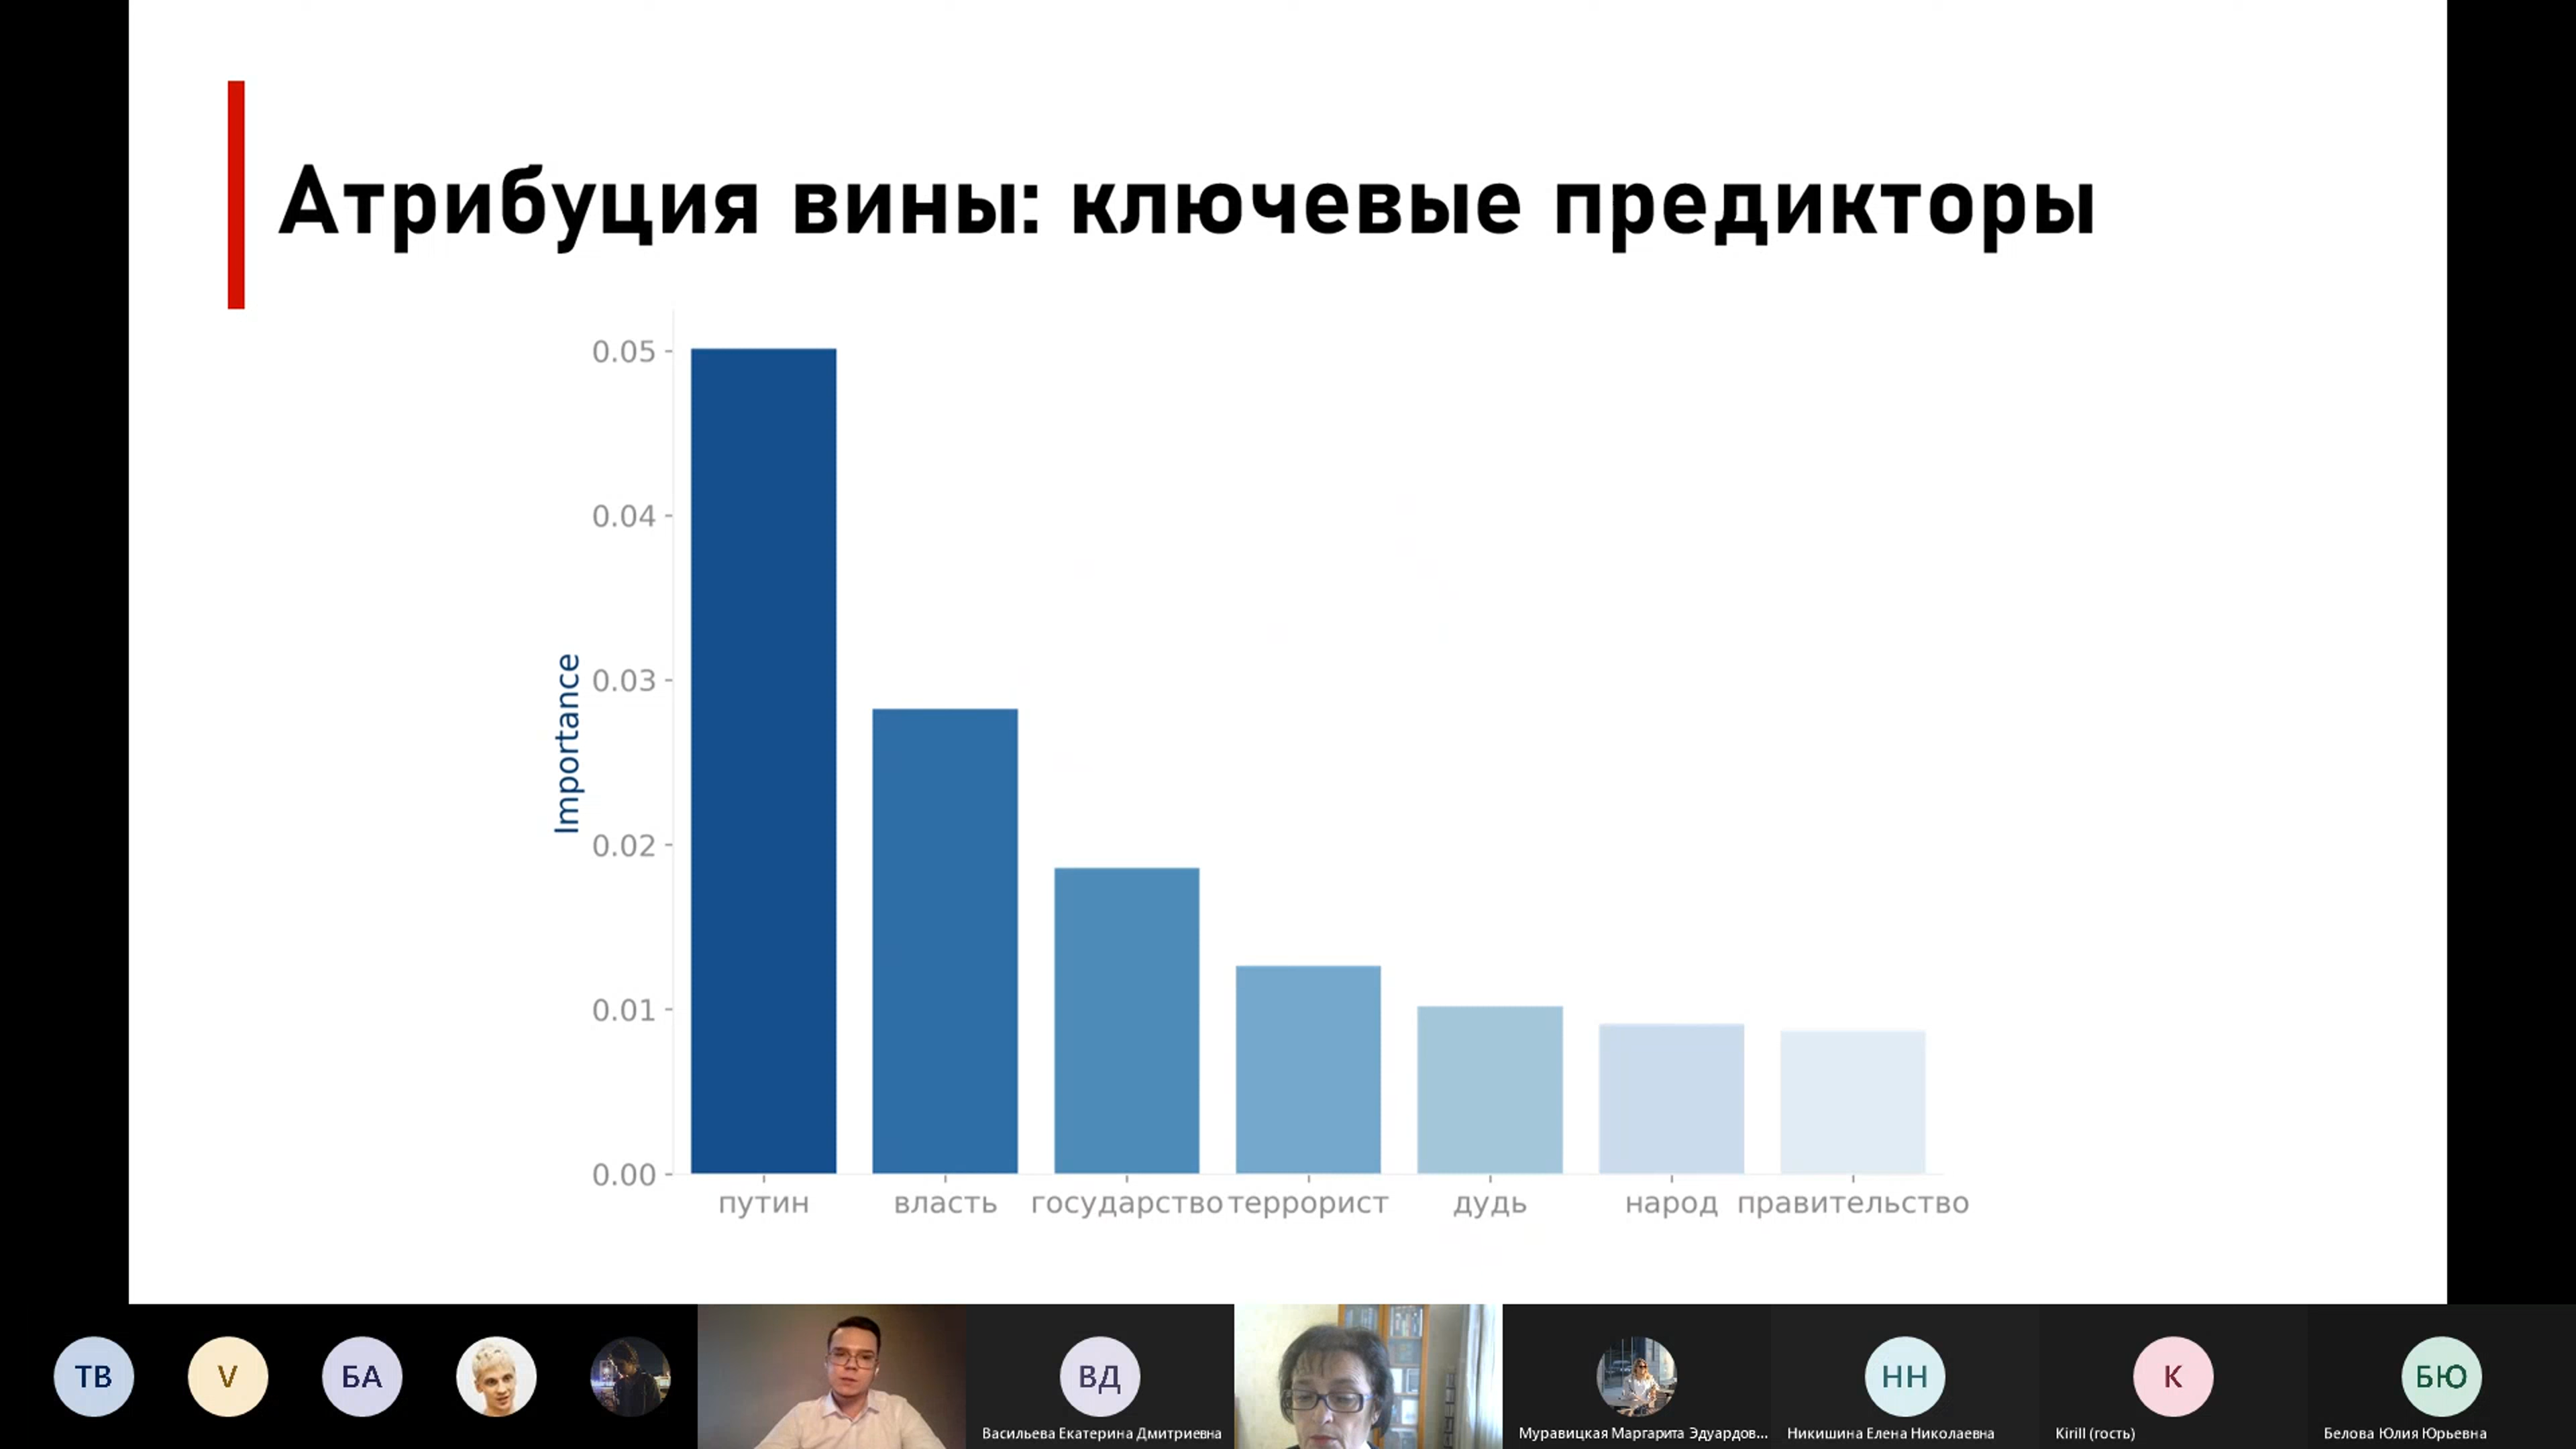 Атрибуция вины: ключевые предикторы
0.05
0.04
0.03
0.02
0.01
0.00
Importance
путин власть государство террорист дудь народ правительство
ТВ V БА ВД НН K БЮ
Васильева Екатерина Дмитриевна Муравицкая Маргарита Эдуардов... Никишина Елена Николаевна Kirill (гость) Белова Юлия Юрьевна